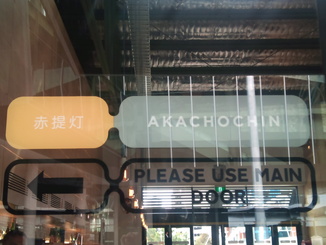 赤提灯 AKACHOCHIN
PLEASE USE MAIN
DOOR